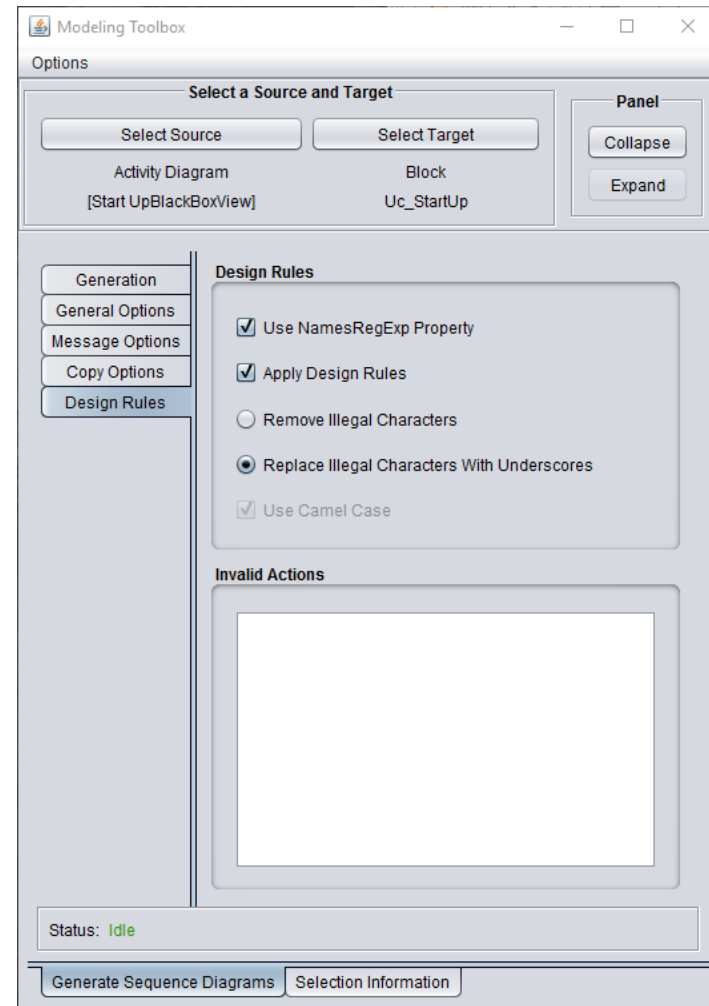 Modeling Toolbox
Options
Select a Source and Target
Panel
Select Source
Select Target
Collapse
Activity Diagram
Block
Expand
[Start UpBlackBoxView]
Uc_StartUp
Generation
General Options
Message Options
Copy Options
Design Rules
Design Rules
Use NamesRegExp Property
Apply Design Rules
Remove Illegal Characters
Replace Illegal Characters With Underscores
Use Camel Case
Invalid Actions
Status: Idle
Generate Sequence Diagrams
Selection Information